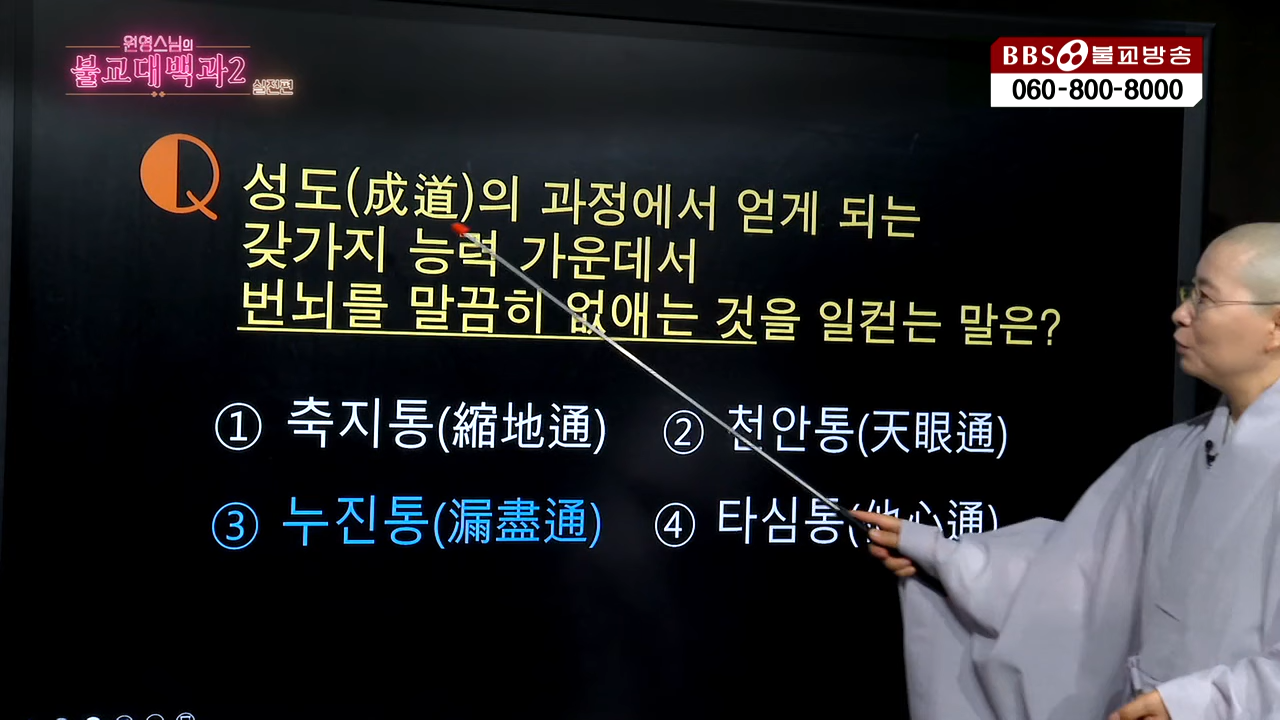 원영스님의
불교대백과2
실전편
BBS 불교방송
060-800-8000
Q
성도(成道)의 과정에서 얻게 되는
갖가지 능력 가운데서
번뇌를 말끔히 없애는 것을 일컫는 말은?
① 축지통(縮地通) ② 천안통(天眼通)
③ 누진통(漏盡通) ④ 타심통(他心通)